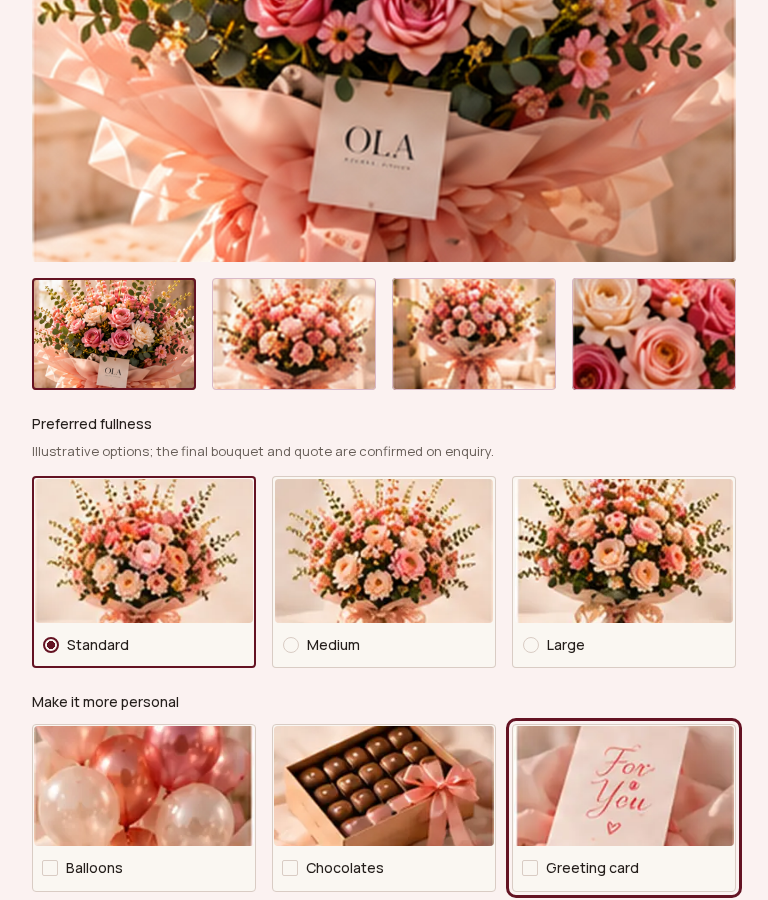 OLA
OLA
Preferred fullness
Illustrative options; the final bouquet and quote are confirmed on enquiry.
Standard
Medium
Large
Make it more personal
For
You
Balloons
Chocolates
Greeting card